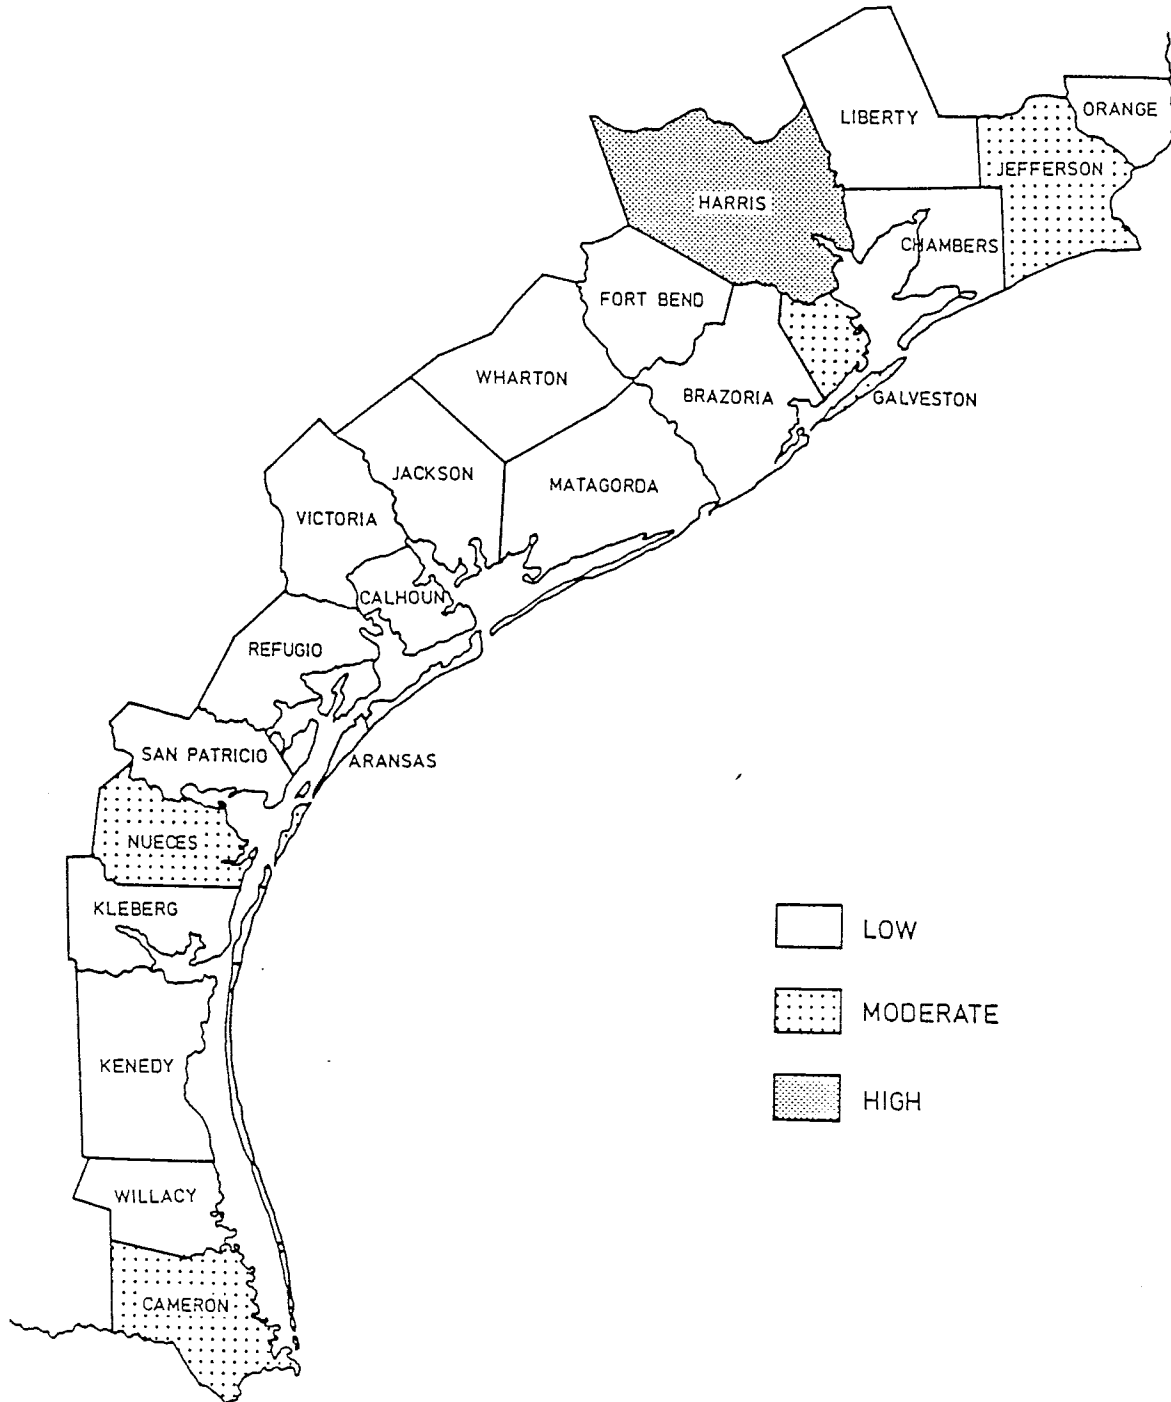 ORANGE
LIBERTY
JEFFERSON
HARRIS
CHAMBERS
FORT BEND
WHARTON
BRAZORIA
GALVESTON
JACKSON
MATAGORDA
VICTORIA
CALHOUN
REFUGIO
SAN PATRICIO
ARANSAS
NUECES
KLEBERG
KENEDY
WILLACY
CAMERON
LOW
MODERATE
HIGH